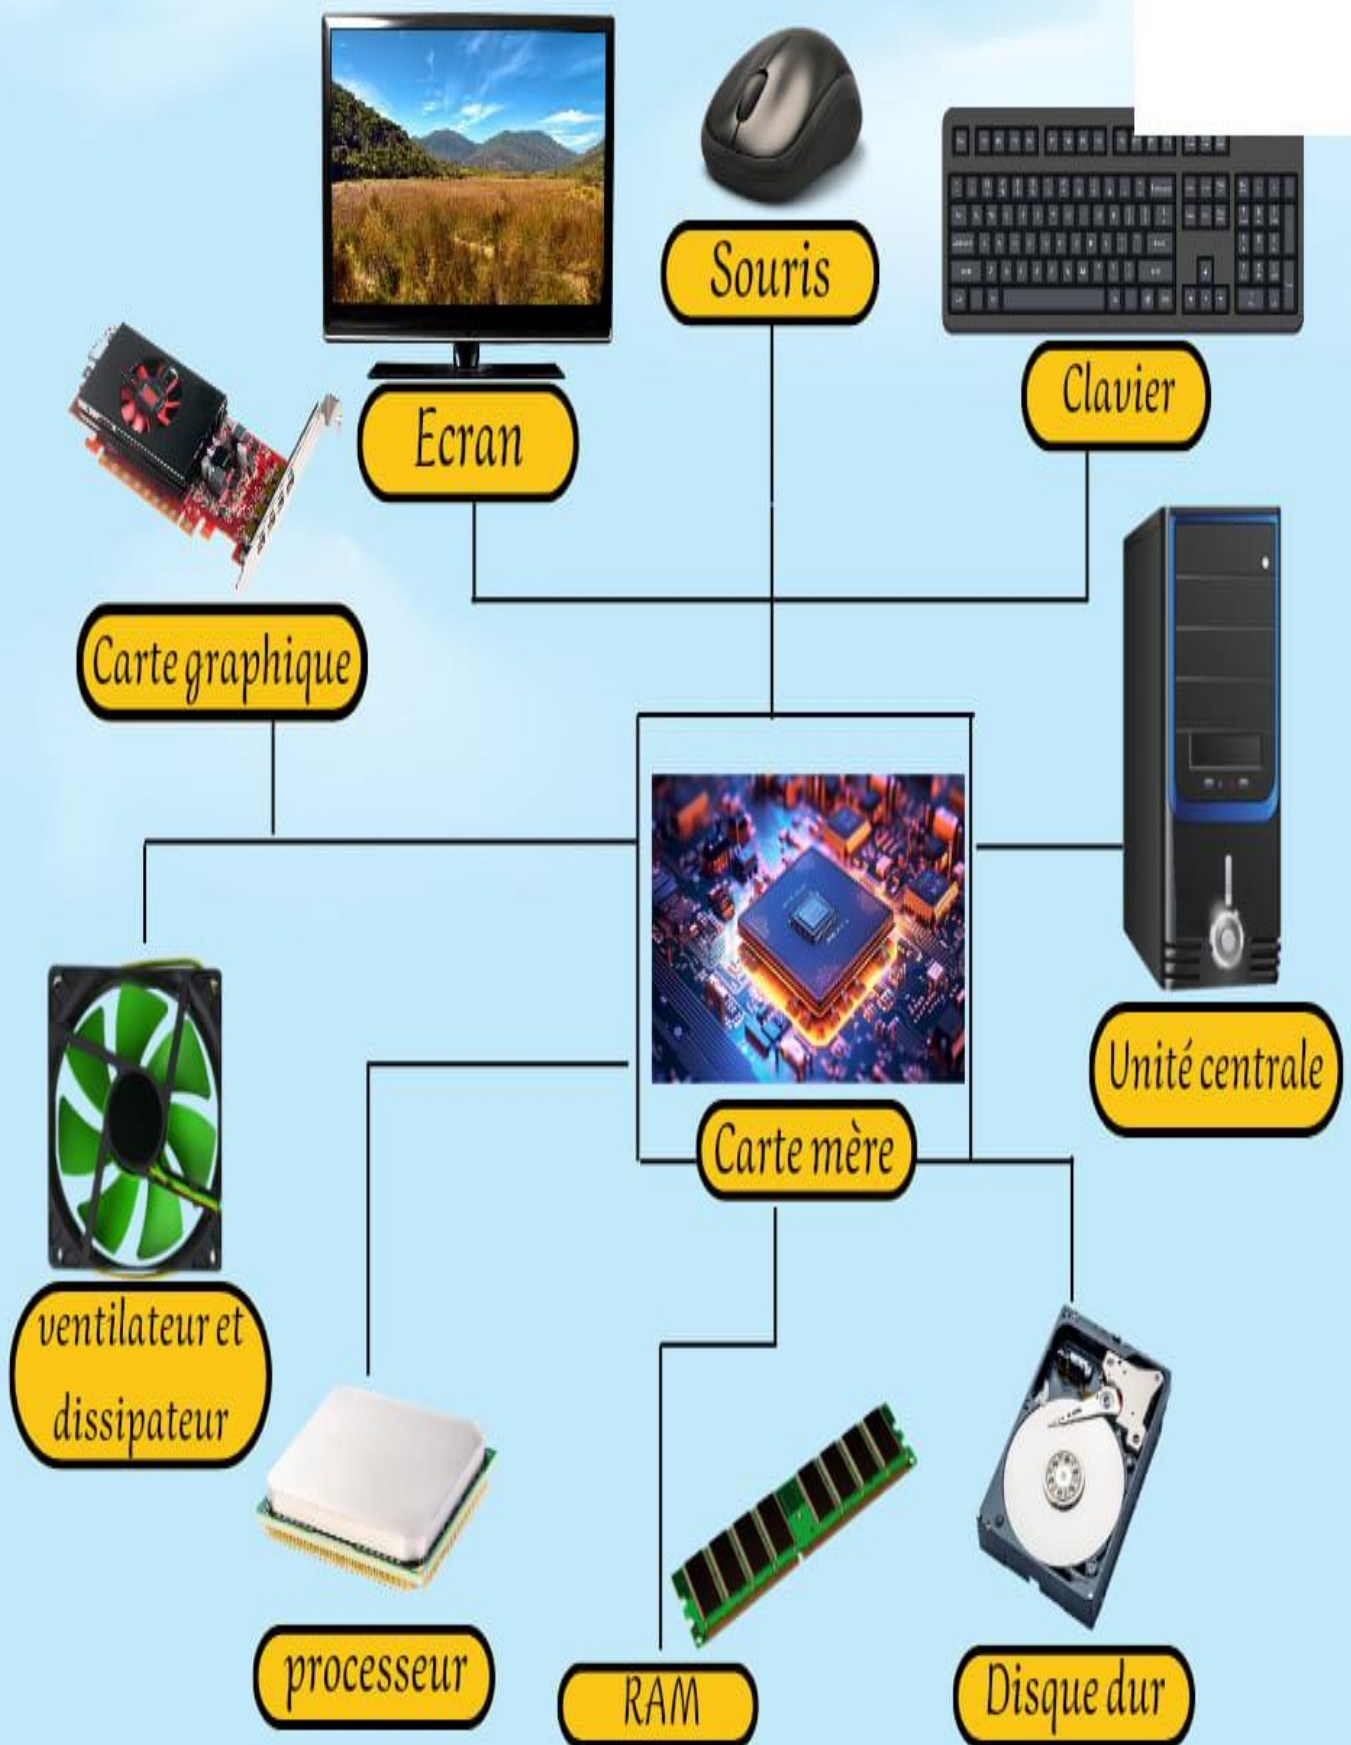 Souris
Clavier
Ecran
Carte graphique
Unité centrale
Carte mère
ventilateur et
dissipateur
processeur
RAM
Disque dur